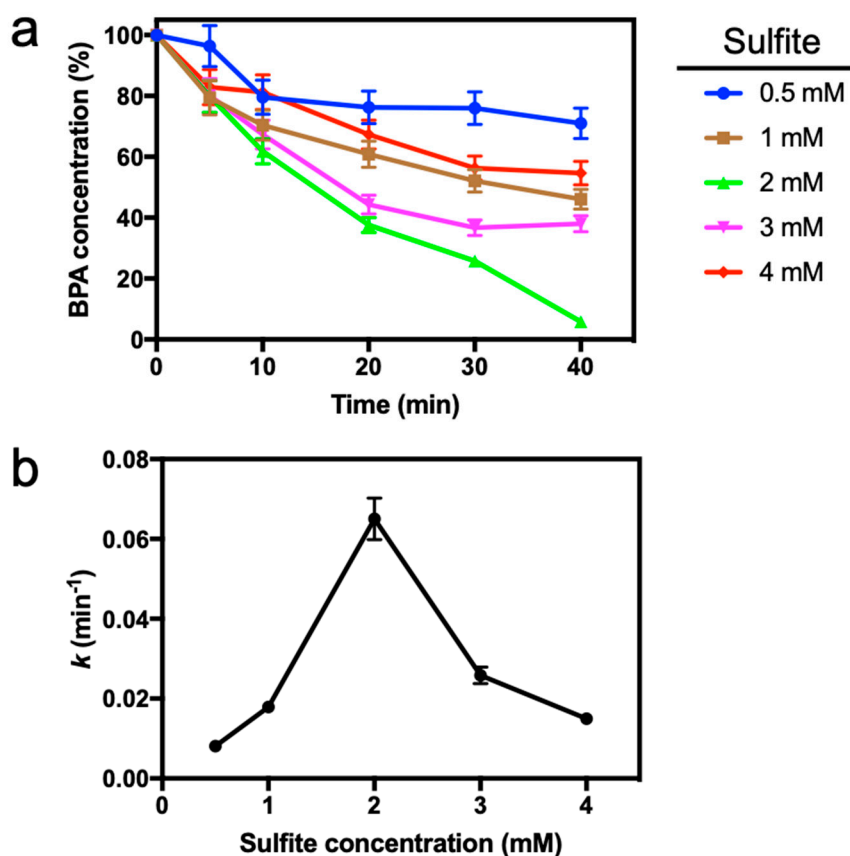 a
BPA concentration (%)
100
80
60
40
20
0
0 10 20 30 40
Time (min)
Sulfite
0.5 mM
1 mM
2 mM
3 mM
4 mM
b
k (min-1)
0.08
0.06
0.04
0.02
0.00
0 1 2 3 4
Sulfite concentration (mM)